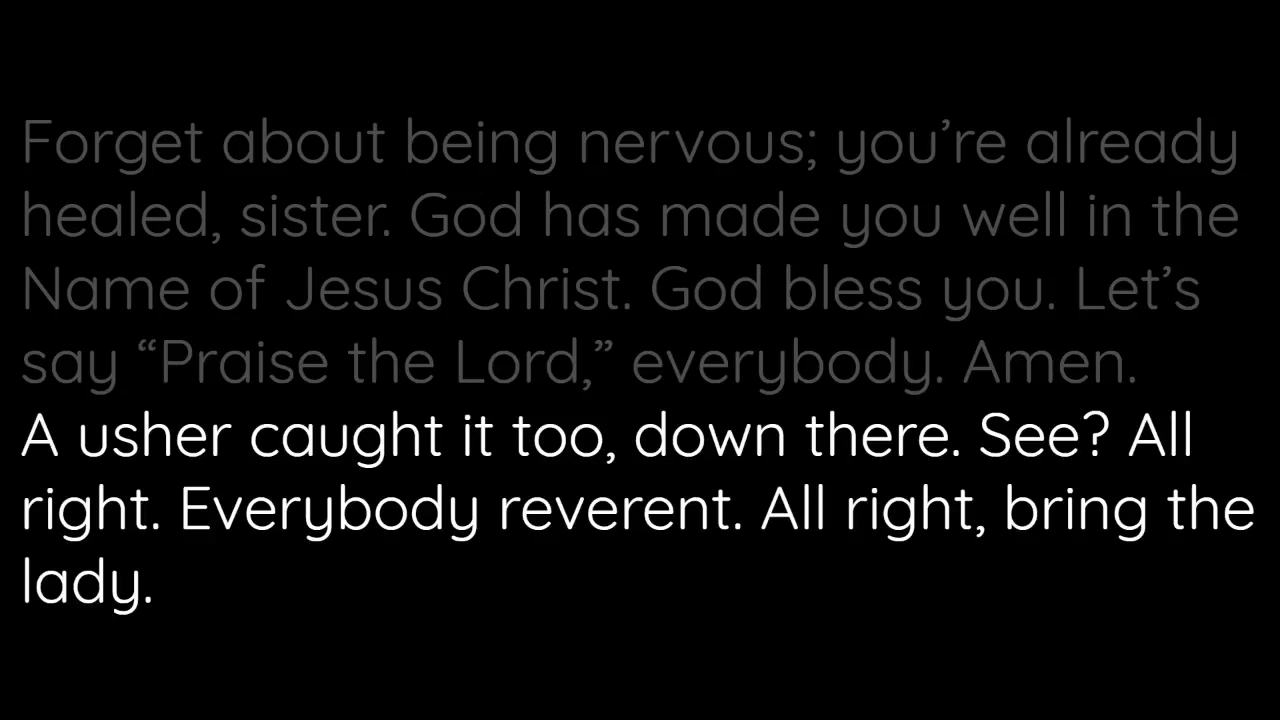 Forget about being nervous; you’re already
healed, sister. God has made you well in the
Name of Jesus Christ. God bless you. Let’s
say “Praise the Lord,” everybody. Amen.
A usher caught it too, down there. See? All
right. Everybody reverent. All right, bring the
lady.